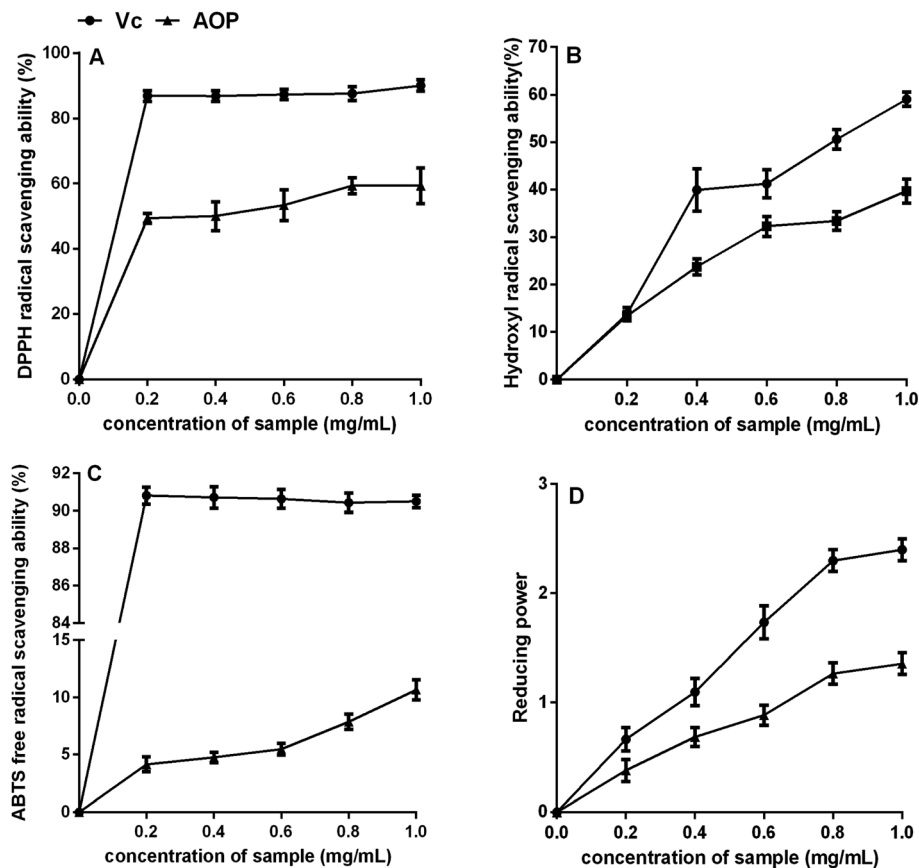 Vc AOP
A
DPPH radical scavenging ability (%)
100
80
60
40
20
0
0.0 0.2 0.4 0.6 0.8 1.0
concentration of sample (mg/mL)
B
Hydroxyl radical scavenging ability(%)
70
60
50
40
30
20
10
0
0.2 0.4 0.6 0.8 1.0
concentration of sample (mg/mL)
C
ABTS free radical scavenging ability (%)
92
90
88
86
84
15
10
5
0
0.2 0.4 0.6 0.8 1.0
concentration of sample (mg/mL)
D
Reducing power
3
2
1
0
0.0 0.2 0.4 0.6 0.8 1.0
concentration of sample (mg/mL)